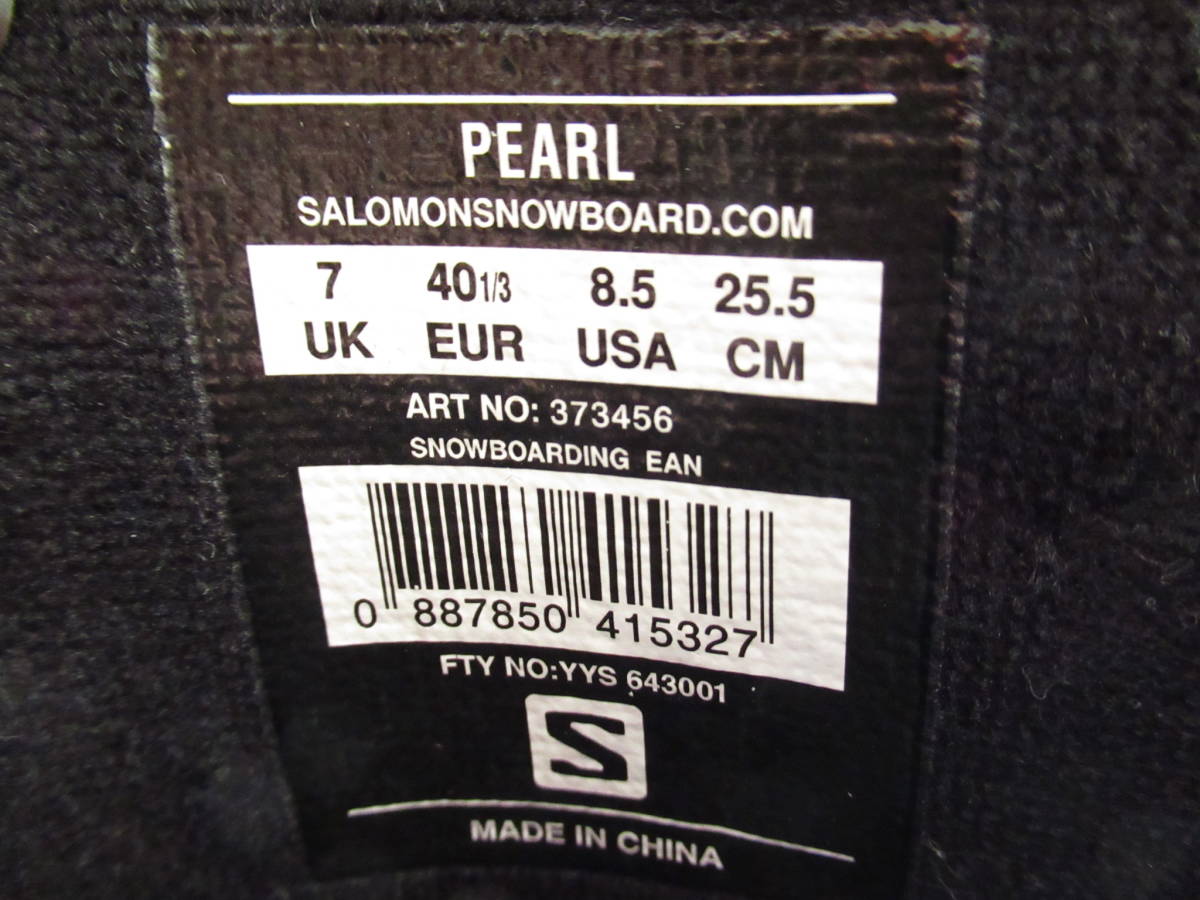 PEARL
SALOMONSNOWBOARD.COM
7 40 1/3 8.5 25.5
UK EUR USA CM
ART NO: 373456
SNOWBOARDING EAN
0 887850 415327
FTY NO:YYS 643001
S
MADE IN CHINA